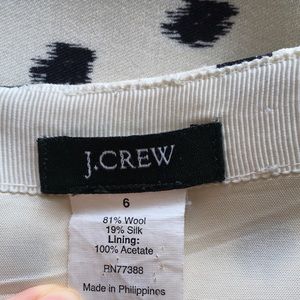 J.CREW
6
81% Wool
19% Silk
Lining:
100% Acetate
RN77388
Made in Philippines